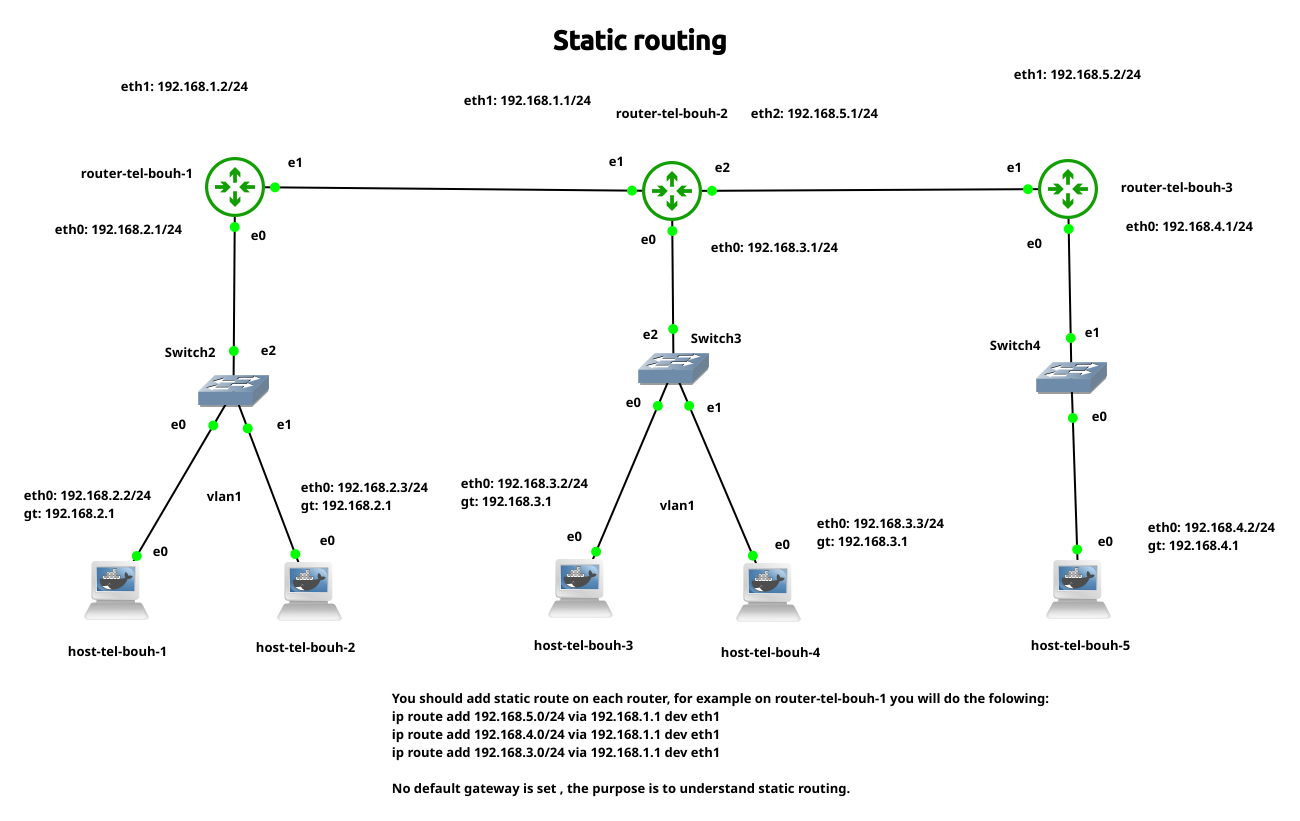 Static routing
eth1: 192.168.1.2/24
eth1: 192.168.1.1/24
router-tel-bouh-2
eth2: 192.168.5.1/24
eth1: 192.168.5.2/24
router-tel-bouh-1
e1
e1
e2
e1
router-tel-bouh-3
eth0: 192.168.2.1/24
e0
e0
eth0: 192.168.3.1/24
e0
eth0: 192.168.4.1/24
Switch2
e2
e2
Switch3
Switch4
e1
e0
e1
e0
e1
e0
eth0: 192.168.2.2/24
gt: 192.168.2.1
vlan1
eth0: 192.168.2.3/24
gt: 192.168.2.1
eth0: 192.168.3.2/24
gt: 192.168.3.1
vlan1
eth0: 192.168.3.3/24
gt: 192.168.3.1
eth0: 192.168.4.2/24
gt: 192.168.4.1
e0
e0
e0
e0
e0
host-tel-bouh-1
host-tel-bouh-2
host-tel-bouh-3
host-tel-bouh-4
host-tel-bouh-5
You should add static route on each router, for example on router-tel-bouh-1 you will do the folowing:
ip route add 192.168.5.0/24 via 192.168.1.1 dev eth1
ip route add 192.168.4.0/24 via 192.168.1.1 dev eth1
ip route add 192.168.3.0/24 via 192.168.1.1 dev eth1
No default gateway is set , the purpose is to understand static routing.